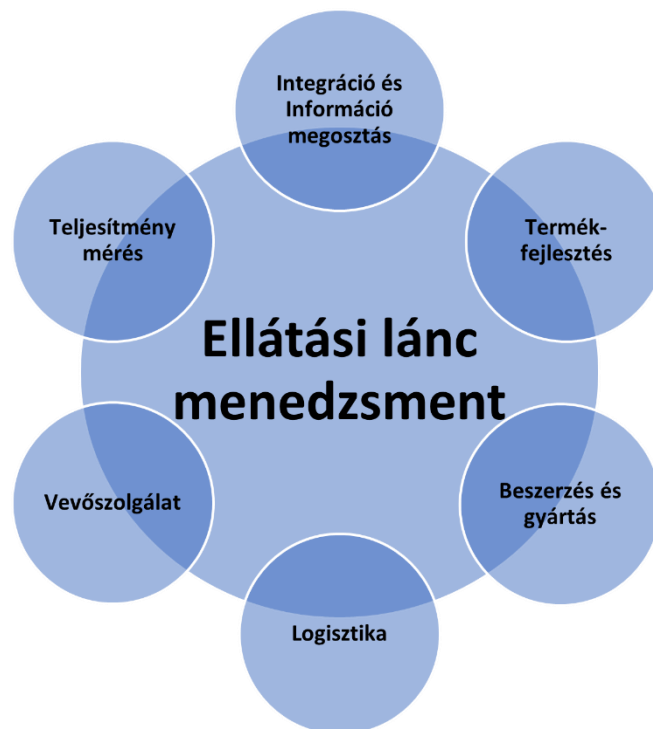 Integráció és
Információ
megosztás
Teljesítmény
mérés
Termék-
fejlesztés
Ellátási lánc
menedzsment
Vevőszolgálat
Beszerzés és
gyártás
Logisztika